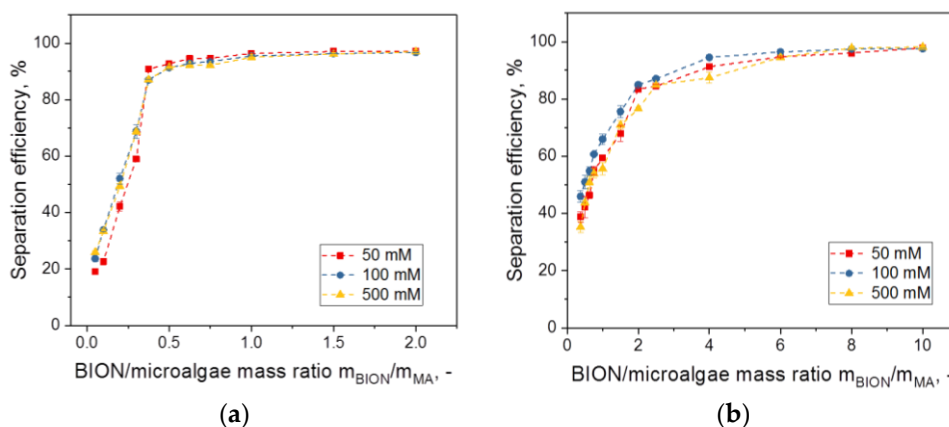 100
80
60
40
20
0
Separation efficiency, %
50 mM
100 mM
500 mM
0.0 0.5 1.0 1.5 2.0
BION/microalgae mass ratio mBION/mMA, -
(a)
100
80
60
40
20
0
Separation efficiency, %
50 mM
100 mM
500 mM
0 2 4 6 8 10
BION/microalgae mass ratio mBION/mMA, -
(b)